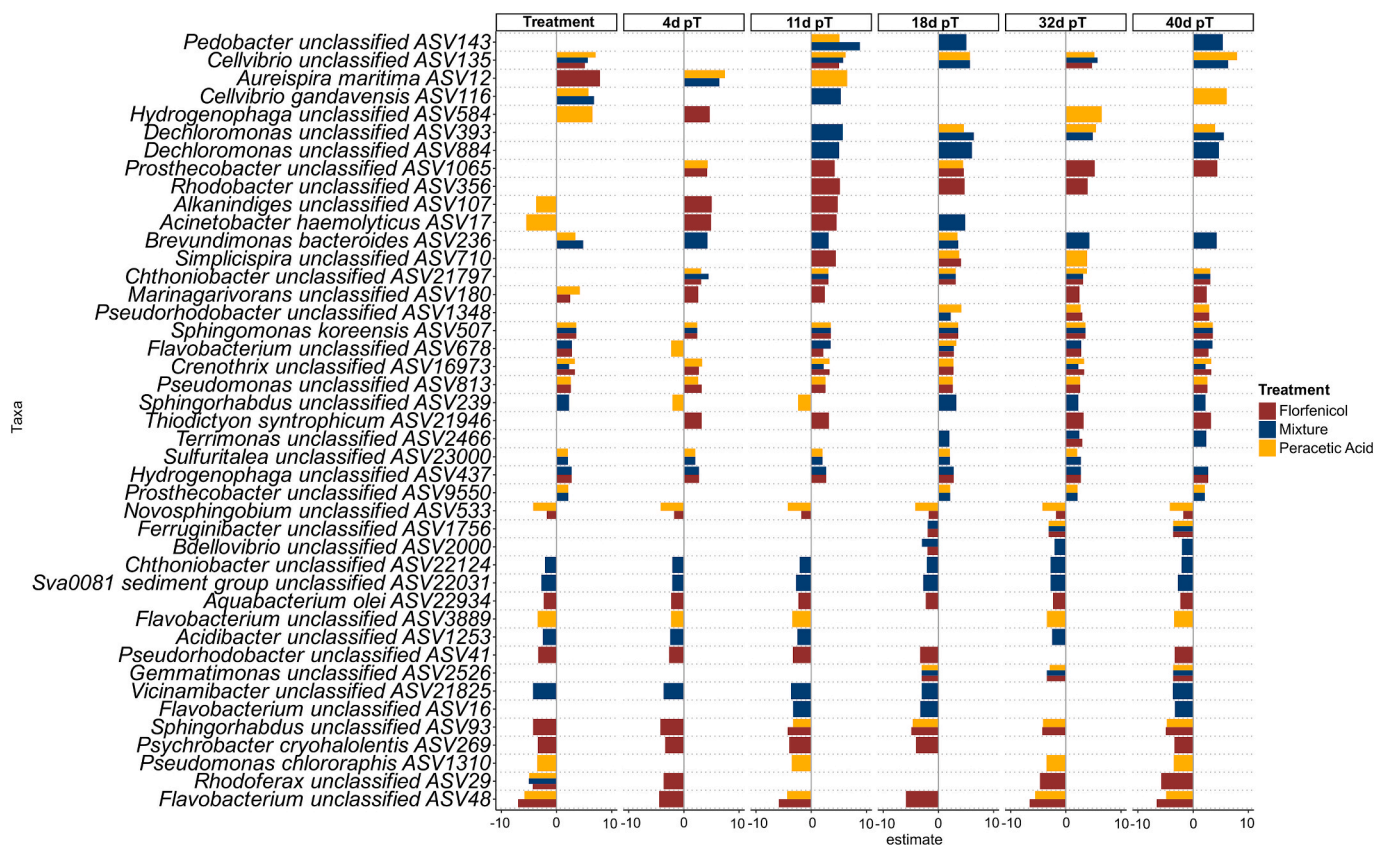 Treatment 4d pT 11d pT 18d pT 32d pT 40d pT
Pedobacter unclassified ASV143
Cellvibrio unclassified ASV135
Aureispira maritima ASV12
Cellvibrio gandavensis ASV116
Hydrogenophaga unclassified ASV584
Dechloromonas unclassified ASV393
Dechloromonas unclassified ASV884
Prosthecobacter unclassified ASV1065
Rhodobacter unclassified ASV356
Alkanindiges unclassified ASV107
Acinetobacter haemolyticus ASV17
Brevundimonas bacteroides ASV236
Simplicispira unclassified ASV710
Chthoniobacter unclassified ASV21797
Marinagarivorans unclassified ASV180
Pseudorhodobacter unclassified ASV1348
Sphingomonas koreensis ASV507
Flavobacterium unclassified ASV678
Crenothrix unclassified ASV16973
Pseudomonas unclassified ASV813
Sphingorhabdus unclassified ASV239
Thiodictyon syntrophicum ASV21946
Terrimonas unclassified ASV2466
Sulfuritalea unclassified ASV23000
Hydrogenophaga unclassified ASV437
Prosthecobacter unclassified ASV9550
Novosphingobium unclassified ASV533
Ferruginibacter unclassified ASV1756
Bdellovibrio unclassified ASV2000
Chthoniobacter unclassified ASV22124
Sva0081 sediment group unclassified ASV22031
Aquabacterium olei ASV22934
Flavobacterium unclassified ASV3889
Acidibacter unclassified ASV1253
Pseudorhodobacter unclassified ASV41
Gemmatimonas unclassified ASV2526
Vicinamibacter unclassified ASV21825
Flavobacterium unclassified ASV16
Sphingorhabdus unclassified ASV93
Psychrobacter cryohalolentis ASV269
Pseudomonas chlororaphis ASV1310
Rhodoferax unclassified ASV29
Flavobacterium unclassified ASV48
Taxa
-10 0 10 -10 0 10 -10 0 10 -10 0 10 -10 0 10 -10 0 10
estimate
Treatment
Florfenicol
Mixture
Peracetic Acid